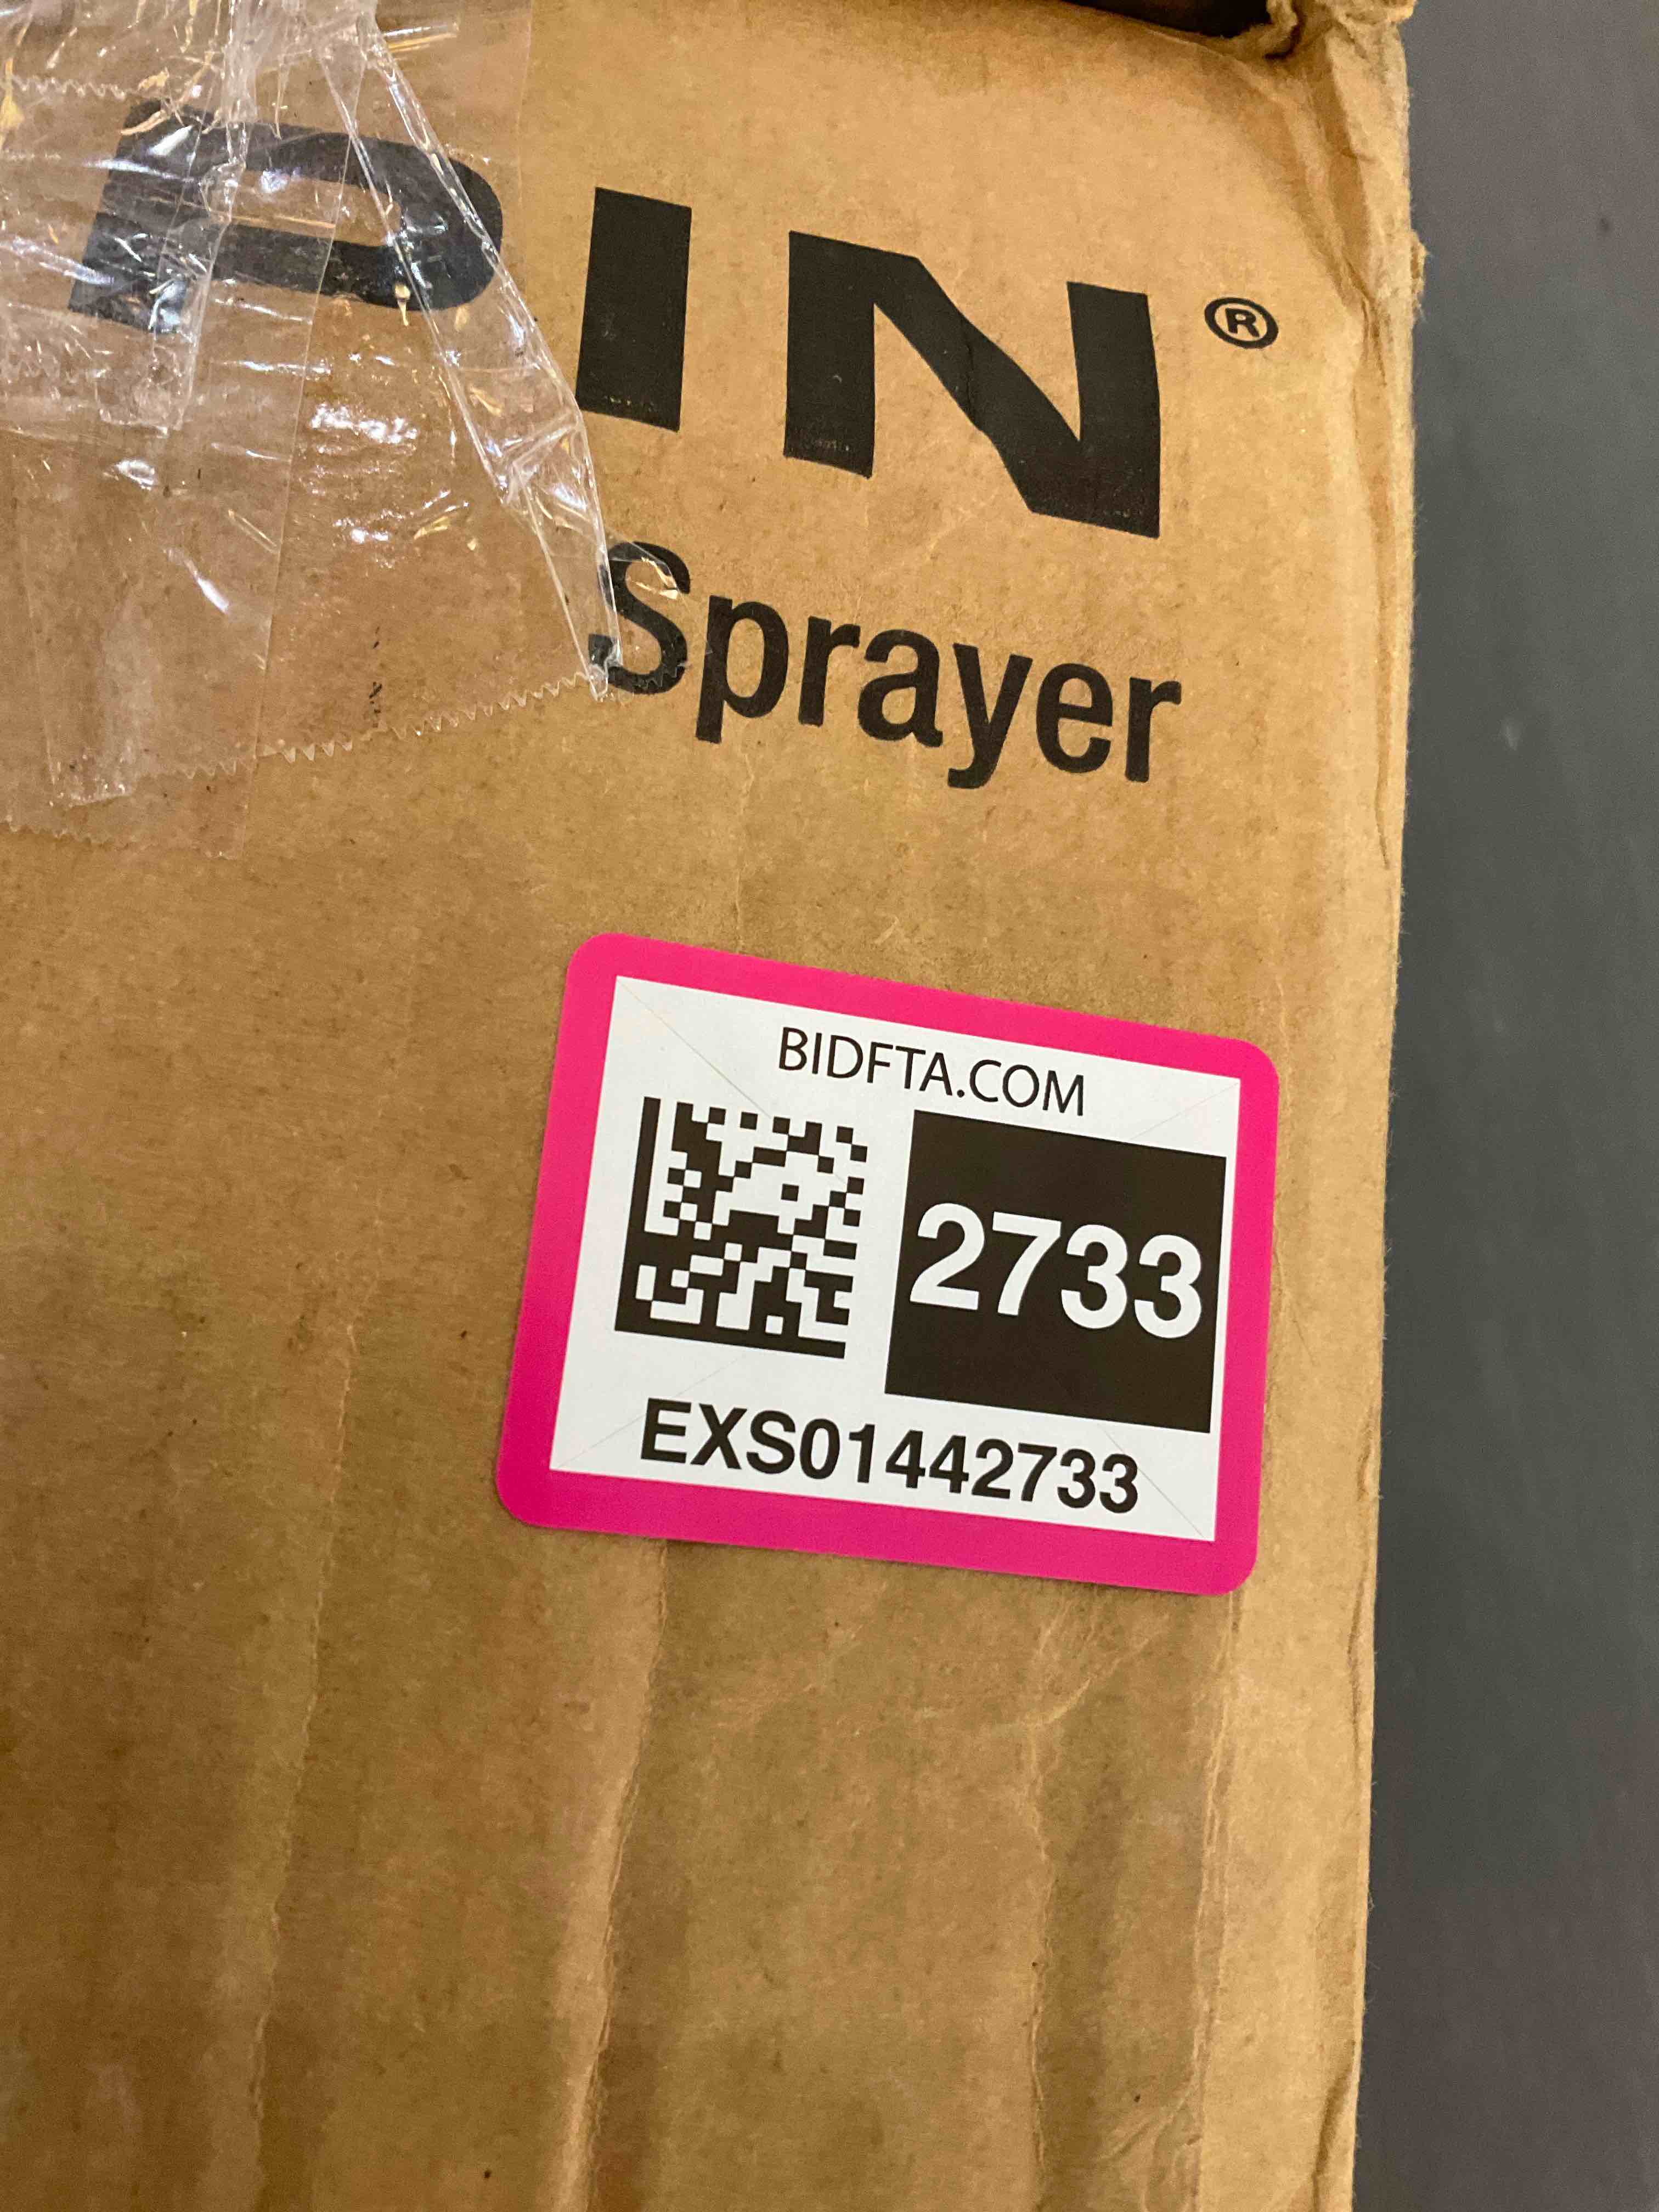 PIN®
Sprayer
BIDFTA.COM
2733
EXS01442733